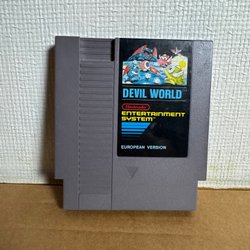 DEVIL WORLD
Nintendo
ENTERTAINMENT
SYSTEM
EUROPEAN VERSION